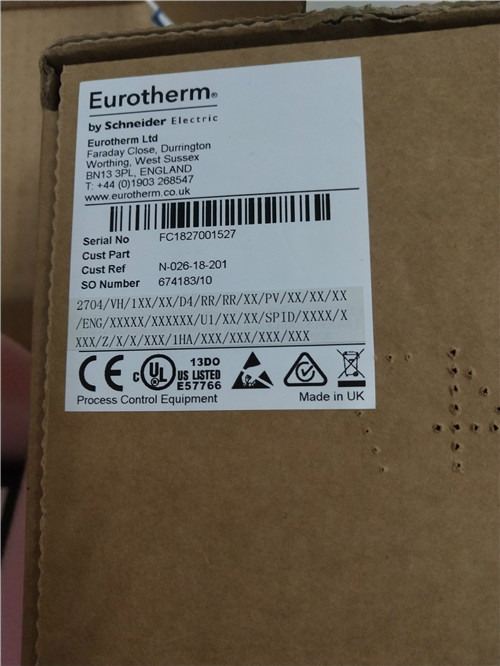 Eurotherm®
by Schneider Electric
Eurotherm Ltd
Faraday Close, Durrington
Worthing, West Sussex
BN13 3PL, ENGLAND
T: +44 (0)1903 268547
www.eurotherm.co.uk
Serial No FC1827001527
Cust Part
Cust Ref N-026-18-201
SO Number 674183/10
2704/VH/1XX/XX/D4/RR/RR/XX/PV/XX/XX/XX
/ENG/XXXXX/XXXXXX/U1/XX/XX/SPID/XXXX/X
XXX/Z/X/X/XXX/1HA/XXX/XXX/XXX/XXX
CE c UL US LISTED
13DO
E57766
Process Control Equipment Made in UK